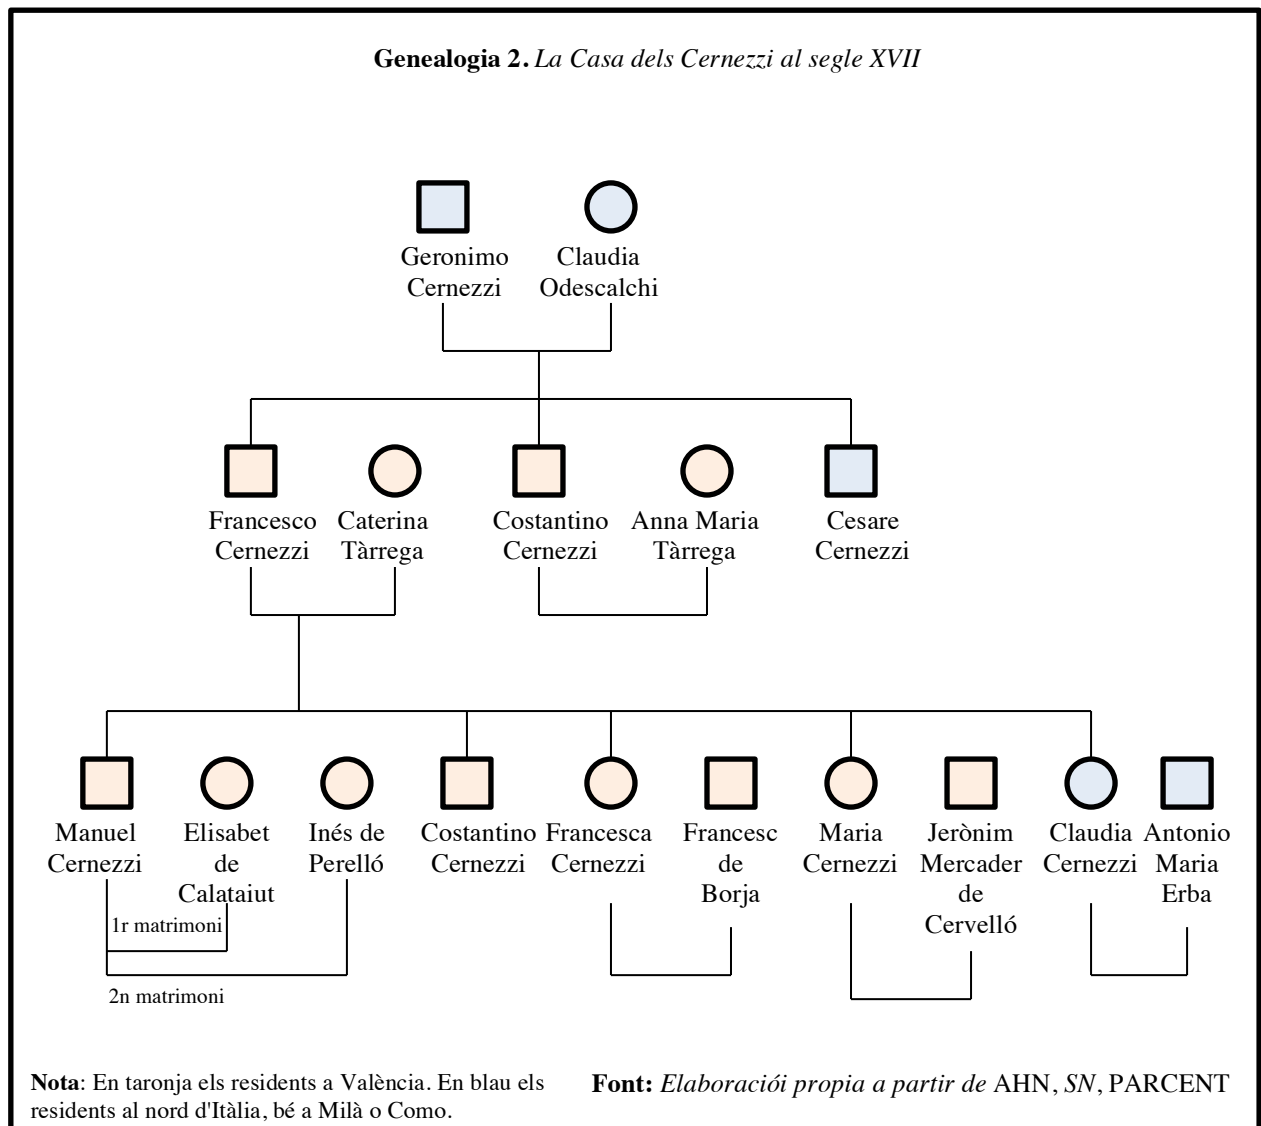 Genealogia 2. La Casa dels Cernezzi al segle XVII
Geronimo
Cernezzi
Claudia
Odescalchi
Francesco
Cernezzi
Caterina
Tàrrega
Costantino
Cernezzi
Anna Maria
Tàrrega
Cesare
Cernezzi
Manuel
Cernezzi
Elisabet
de
Calataiut
Inés de
Perelló
Costantino
Cernezzi
Francesca
Cernezzi
Francesc
de
Borja
Maria
Cernezzi
Jerònim
Mercader
de
Cervelló
Claudia
Cernezzi
Antonio
Maria
Erba
1r matrimoni
2n matrimoni
Nota: En taronja els residents a València. En blau els
residents al nord d'Itàlia, bé a Milà o Como.
Font: Elaboraciói propia a partir de AHN, SN, PARCENT